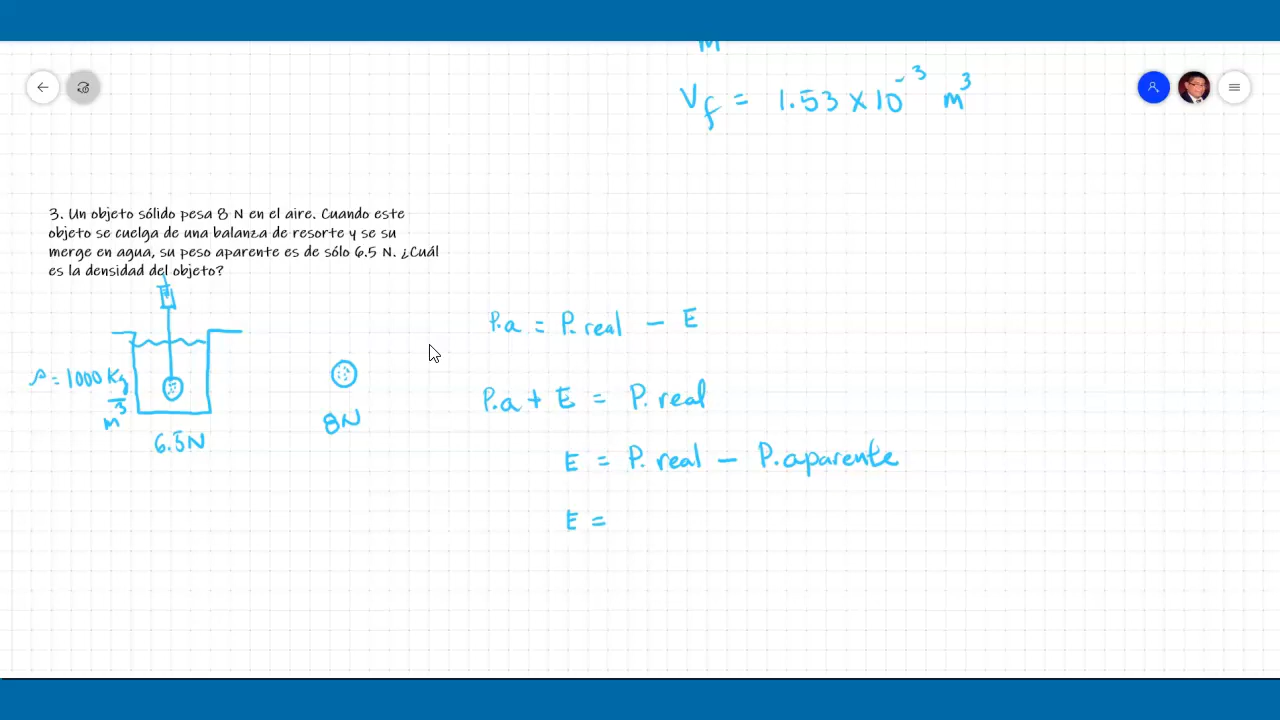 m
V_f = 1.53 x 10^-3 m^3
3. Un objeto sólido pesa 8 N en el aire. Cuando este
objeto se cuelga de una balanza de resorte y se su
merge en agua, su peso aparente es de sólo 6.5 N. ¿Cuál
es la densidad del objeto?
P.a = P.real - E
ρ = 1000 Kg/m^3
P.a + E = P.real
8N
6.5N
E = P.real - P.aparente
E =